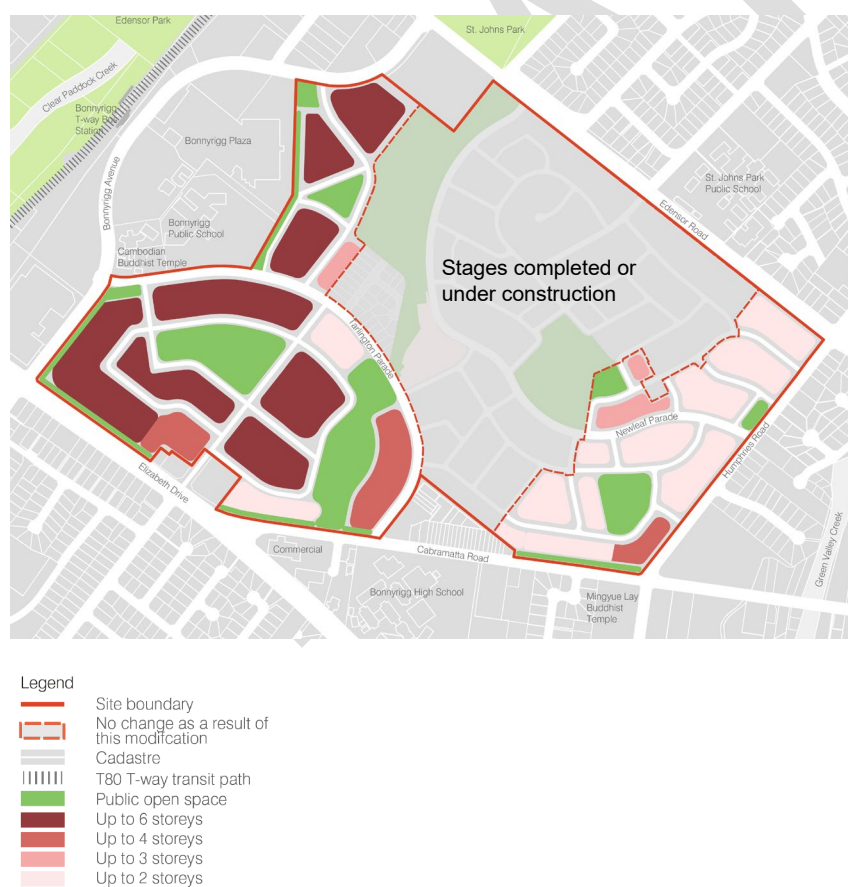 Edensor Park
St. Johns Park
Clear Paddock Creek
Bonnyrigg
T-way Bus
Station
Bonnyrigg Plaza
Bonnyrigg Avenue
St. Johns Park
Public School
Bonnyrigg
Public School
Edensor Road
Cambodian
Buddhist Temple
Stages completed or
under construction
Tarlington Parade
Newleaf Parade
Humphries Road
Elizabeth Drive
Commercial
Cabramatta Road
Green Valley Creek
Bonnyrigg High School
Mingyue Lay
Buddhist
Temple
Legend
Site boundary
No change as a result of
this modifcation
Cadastre
T80 T-way transit path
Public open space
Up to 6 storeys
Up to 4 storeys
Up to 3 storeys
Up to 2 storeys